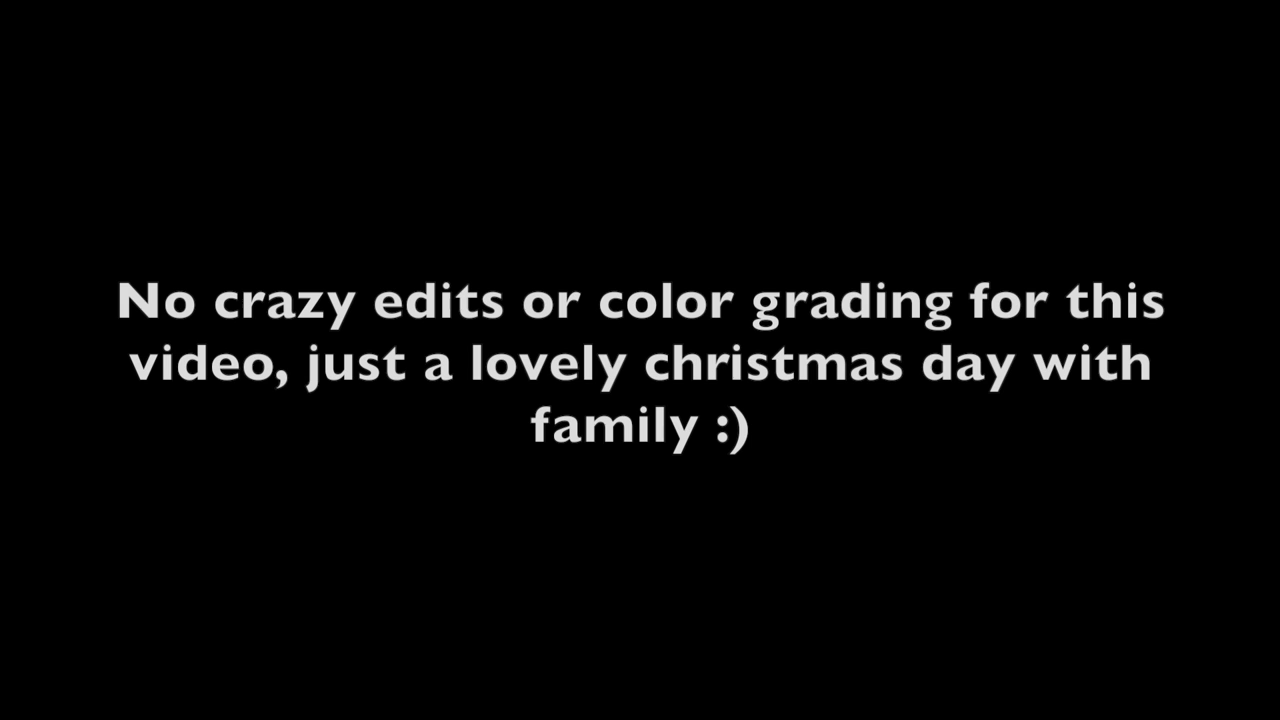 No crazy edits or color grading for this
video, just a lovely christmas day with
family :)